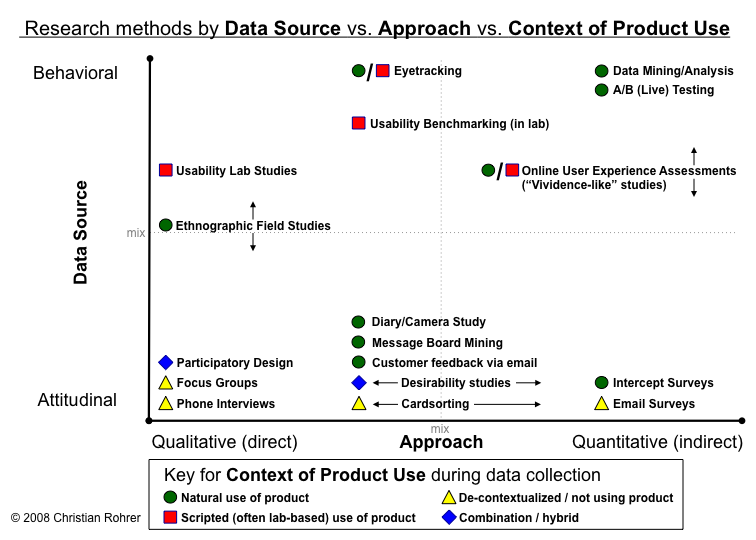 Research methods by Data Source vs. Approach vs. Context of Product Use
Behavioral
/ Eyetracking
Data Mining/Analysis
A/B (Live) Testing
Usability Benchmarking (in lab)
Usability Lab Studies
/ Online User Experience Assessments
(“Vividence-like” studies)
Data Source
Ethnographic Field Studies
mix
Diary/Camera Study
Message Board Mining
Participatory Design
Customer feedback via email
Focus Groups
Desirability studies
Intercept Surveys
Attitudinal
Phone Interviews
Cardsorting
Email Surveys
mix
Qualitative (direct)
Approach
Quantitative (indirect)
Key for Context of Product Use during data collection
Natural use of product
De-contextualized / not using product
Scripted (often lab-based) use of product
Combination / hybrid
© 2008 Christian Rohrer